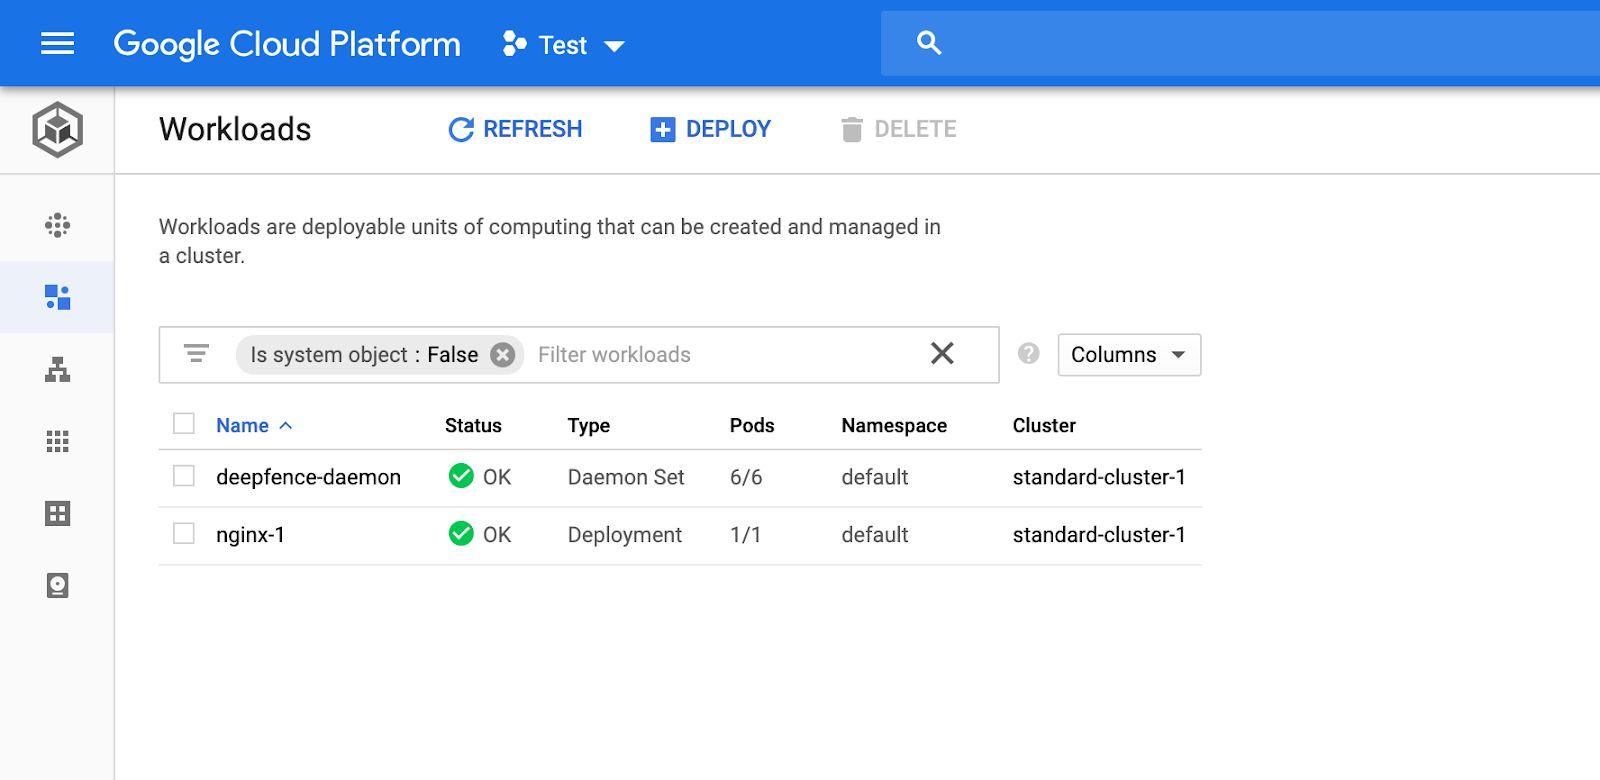 Google Cloud Platform Test
Workloads REFRESH DEPLOY DELETE
Workloads are deployable units of computing that can be created and managed in
a cluster.
Is system object : False Filter workloads Columns
Name Status Type Pods Namespace Cluster
deepfence-daemon OK Daemon Set 6/6 default standard-cluster-1
nginx-1 OK Deployment 1/1 default standard-cluster-1